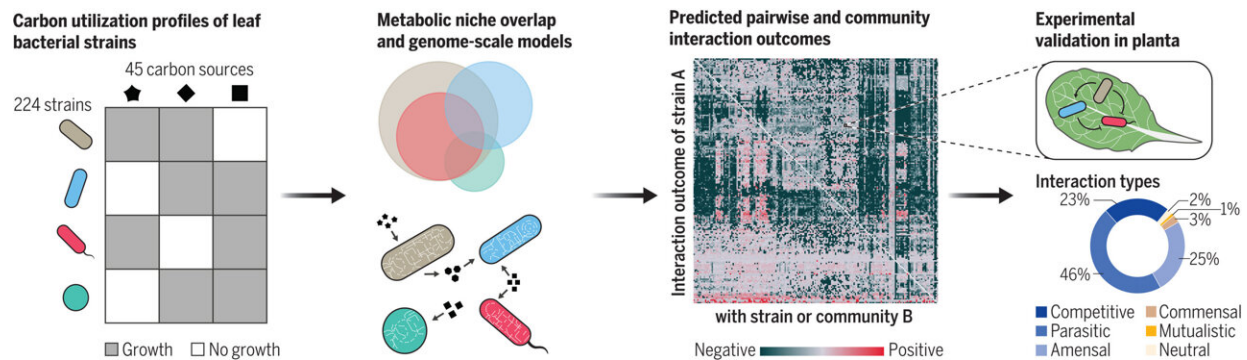 Carbon utilization profiles of leaf
bacterial strains
45 carbon sources
224 strains
Growth
No growth
Metabolic niche overlap
and genome-scale models
Predicted pairwise and community
interaction outcomes
Interaction outcome of strain A
with strain or community B
Negative
Positive
Experimental
validation in planta
Interaction types
23%
2%
1%
3%
25%
46%
Competitive
Commensal
Parasitic
Mutualistic
Amensal
Neutral